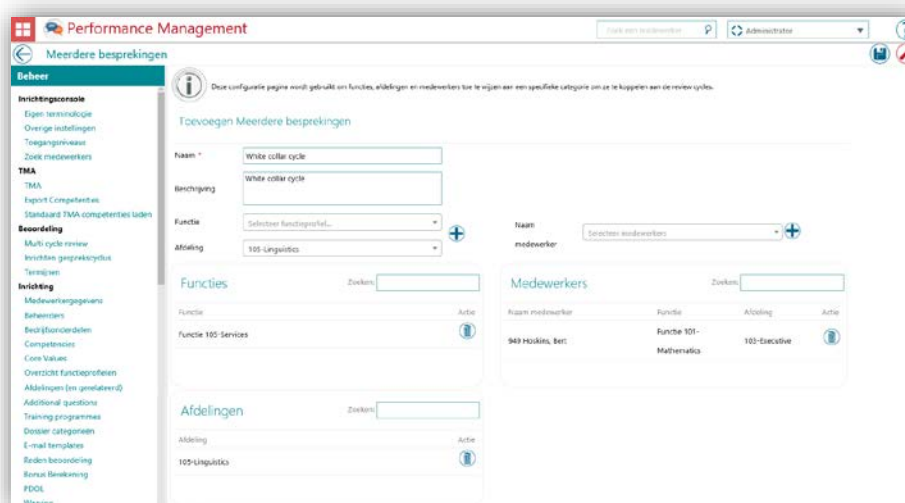 Performance Management
Zoek een medewerker
Administrator
Meerdere besprekingen
Beheer
Inrichtingsconsole
Eigen terminologie
Overige instellingen
Toegangsniveaus
Zoek medewerkers
TMA
TMA
Export Competenties
Standaard TMA competenties laden
Beoordeling
Multi cycle review
Inrichten gesprekscyclus
Termijnen
Inrichting
Medewerkergegevens
Beheerders
Bedrijfsonderdelen
Competencies
Core Values
Overzicht functieprofielen
Afdelingen (en gerelateerd)
Additional questions
Training programmes
Dossier categorieën
E-mail templates
Reden beoordeling
Bonus Berekening
PDOL
Deze configuratie pagina wordt gebruikt om functies, afdelingen en medewerkers toe te wijzen aan een specifieke categorie om ze te koppelen aan de review cycles.
Toevoegen Meerdere besprekingen
Naam * White collar cycle
Beschrijving White collar cycle
Functie Selecteer functieprofiel...
Afdeling 105-Linguistics
Naam medewerker Selecteer medewerkers
Functies Zoeken:
Functie Actie
Functie 105-Services
Medewerkers Zoeken:
Naam medewerker Functie Afdeling Actie
949 Hoskins, Bert Functie 101-Mathematics 103-Executive
Afdelingen Zoeken:
Afdeling Actie
105-Linguistics